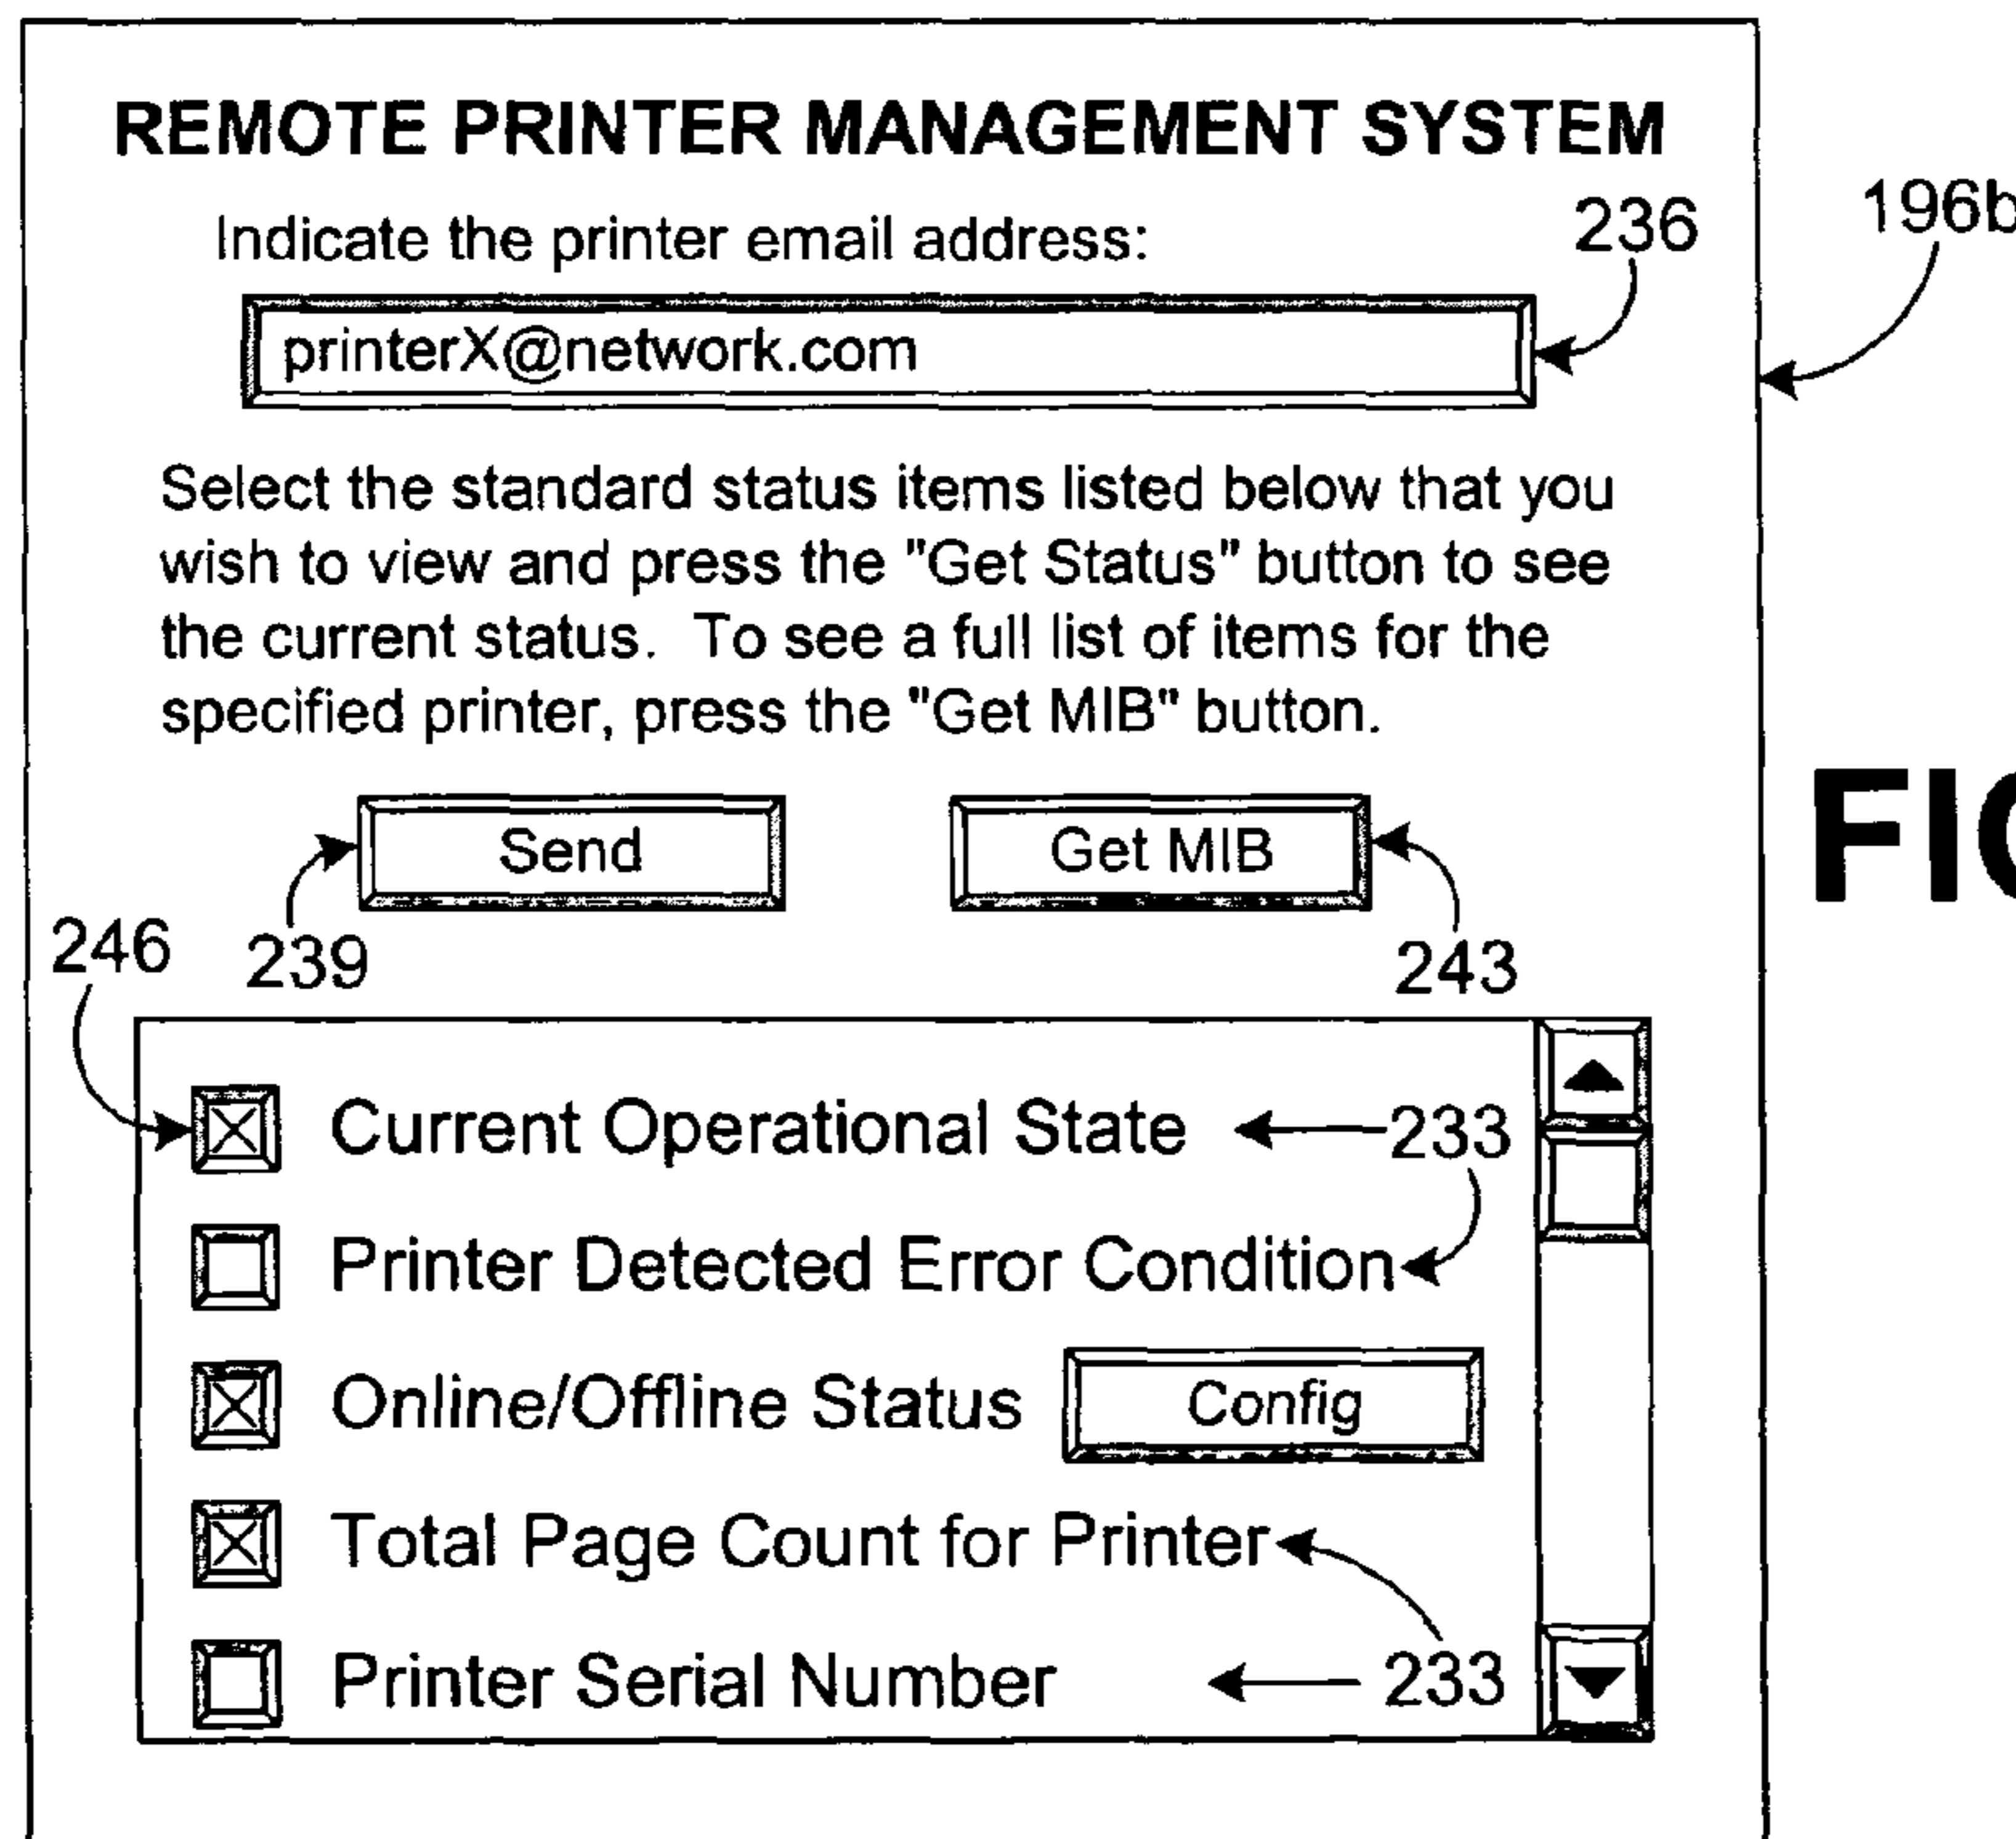 REMOTE PRINTER MANAGEMENT SYSTEM
Indicate the printer email address:
236
196b
printerX@network.com
Select the standard status items listed below that you
wish to view and press the "Get Status" button to see
the current status. To see a full list of items for the
specified printer, press the "Get MIB" button.
Send
Get MIB
246
239
243
Current Operational State
233
Printer Detected Error Condition
Online/Offline Status
Config
Total Page Count for Printer
Printer Serial Number
233